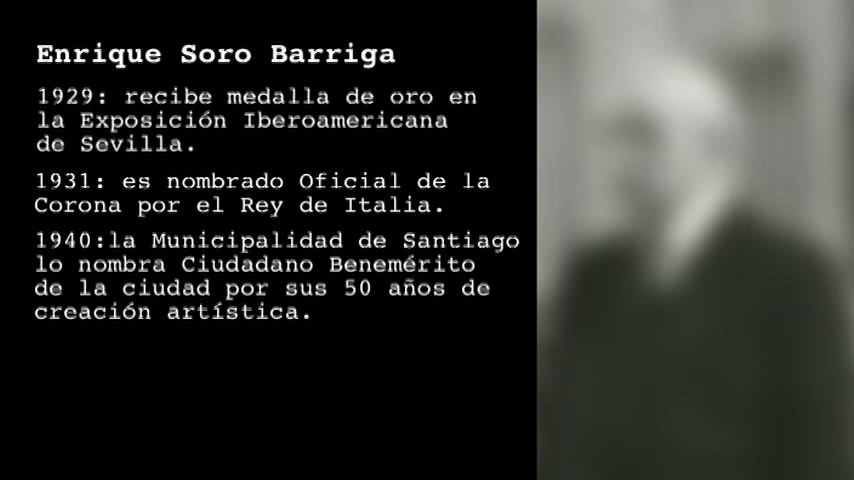 Enrique Soro Barriga
1929: recibe medalla de oro en
la Exposición Iberoamericana
de Sevilla.
1931: es nombrado Oficial de la
Corona por el Rey de Italia.
1940:la Municipalidad de Santiago
lo nombra Ciudadano Benemérito
de la ciudad por sus 50 años de
creación artística.